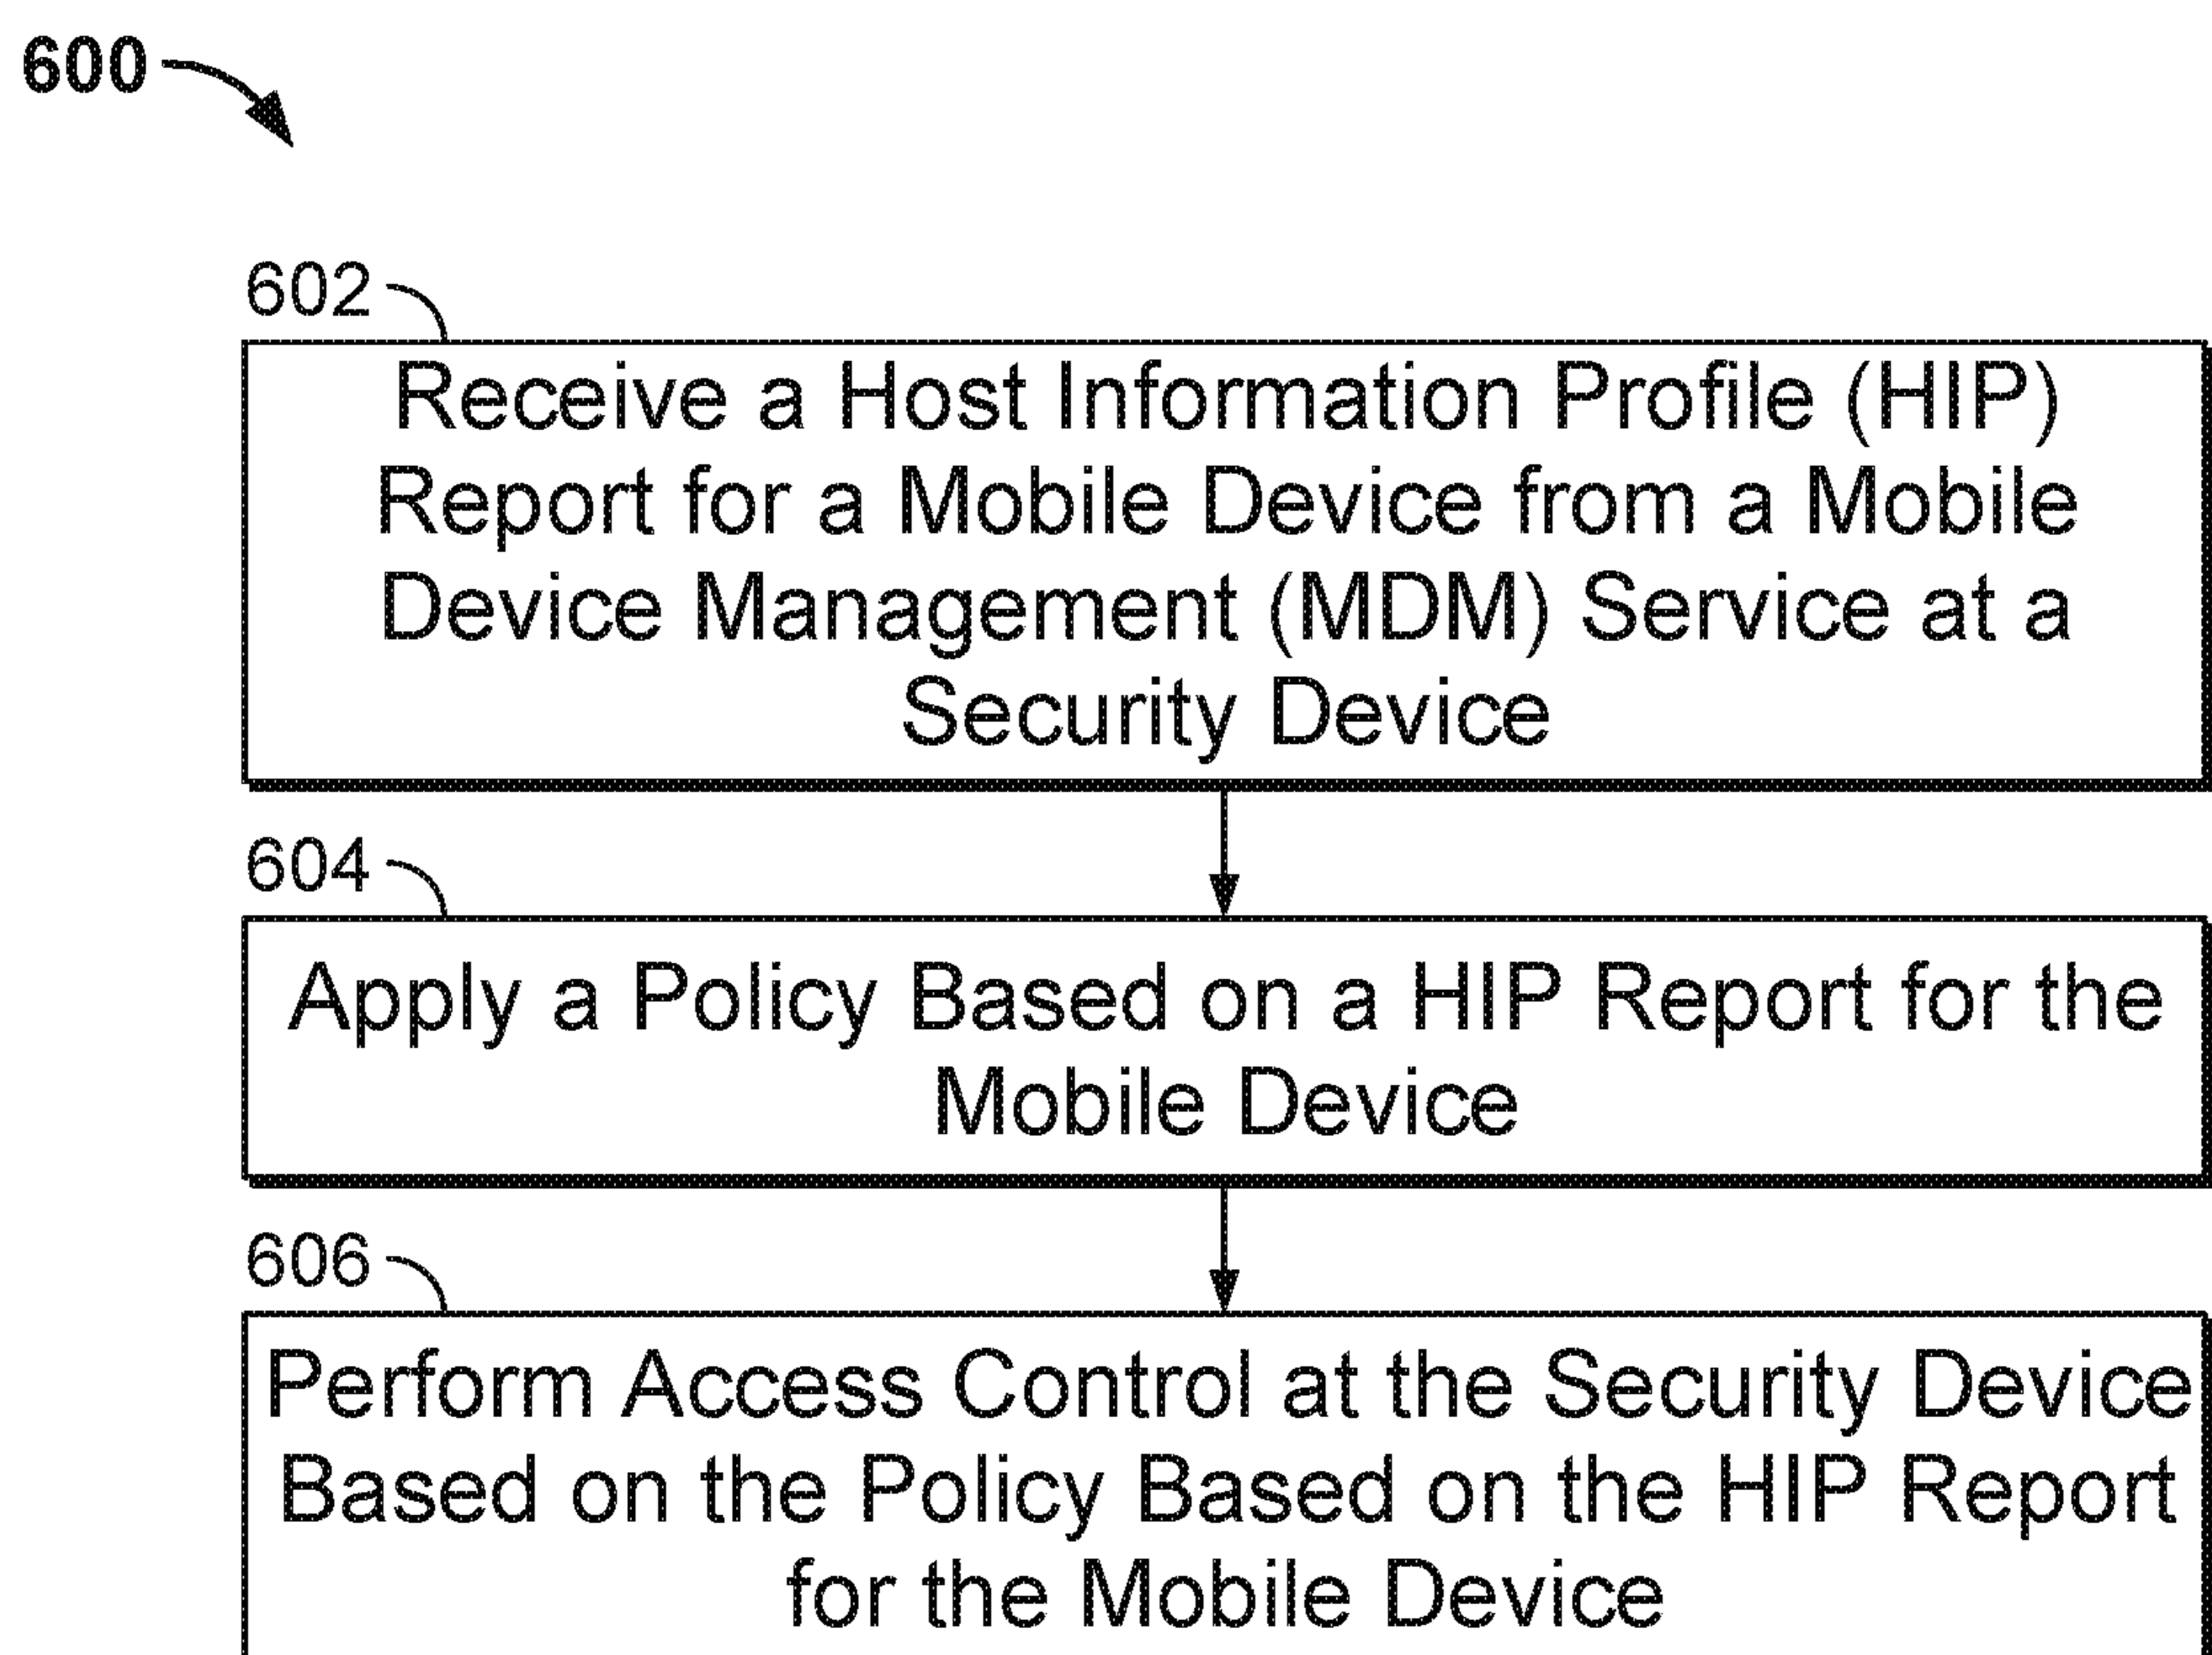 600
602
Receive a Host Information Profile (HIP)
Report for a Mobile Device from a Mobile
Device Management (MDM) Service at a
Security Device
604
Apply a Policy Based on a HIP Report for the
Mobile Device
606
Perform Access Control at the Security Device
Based on the Policy Based on the HIP Report
for the Mobile Device